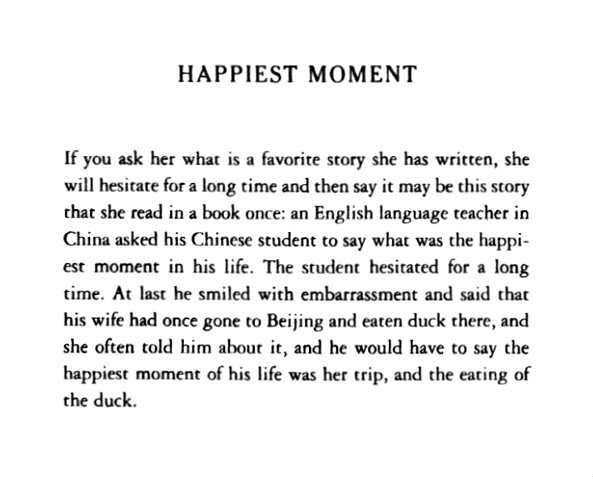 HAPPIEST MOMENT
If you ask her what is a favorite story she has written, she
will hesitate for a long time and then say it may be this story
that she read in a book once: an English language teacher in
China asked his Chinese student to say what was the happi-
est moment in his life. The student hesitated for a long
time. At last he smiled with embarrassment and said that
his wife had once gone to Beijing and eaten duck there, and
she often told him about it, and he would have to say the
happiest moment of his life was her trip, and the eating of
the duck.